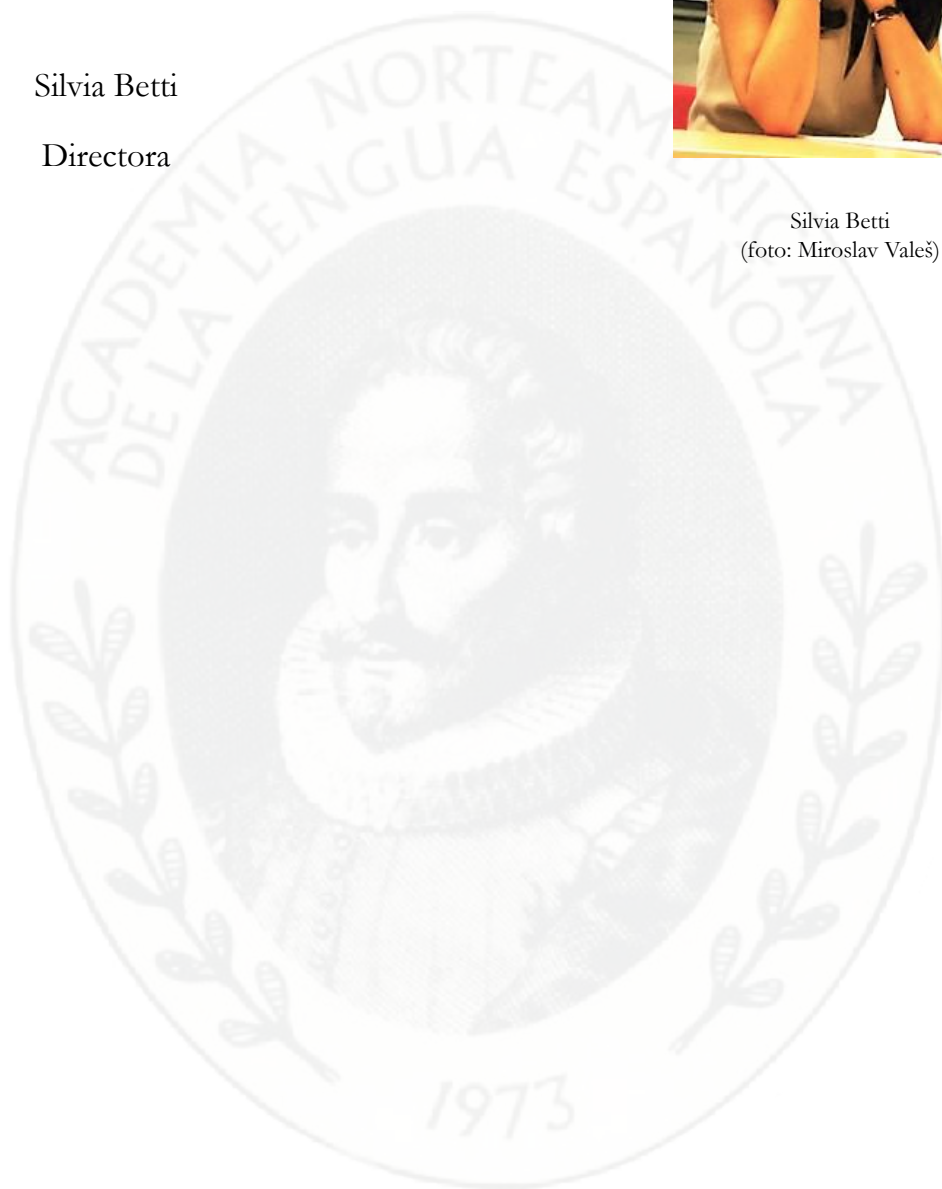 Silvia Betti
Directora
Silvia Betti
(foto: Miroslav Valeš)
ACADEMIA NORTEAMERICANA
DE LA LENGUA ESPAÑOLA
1973